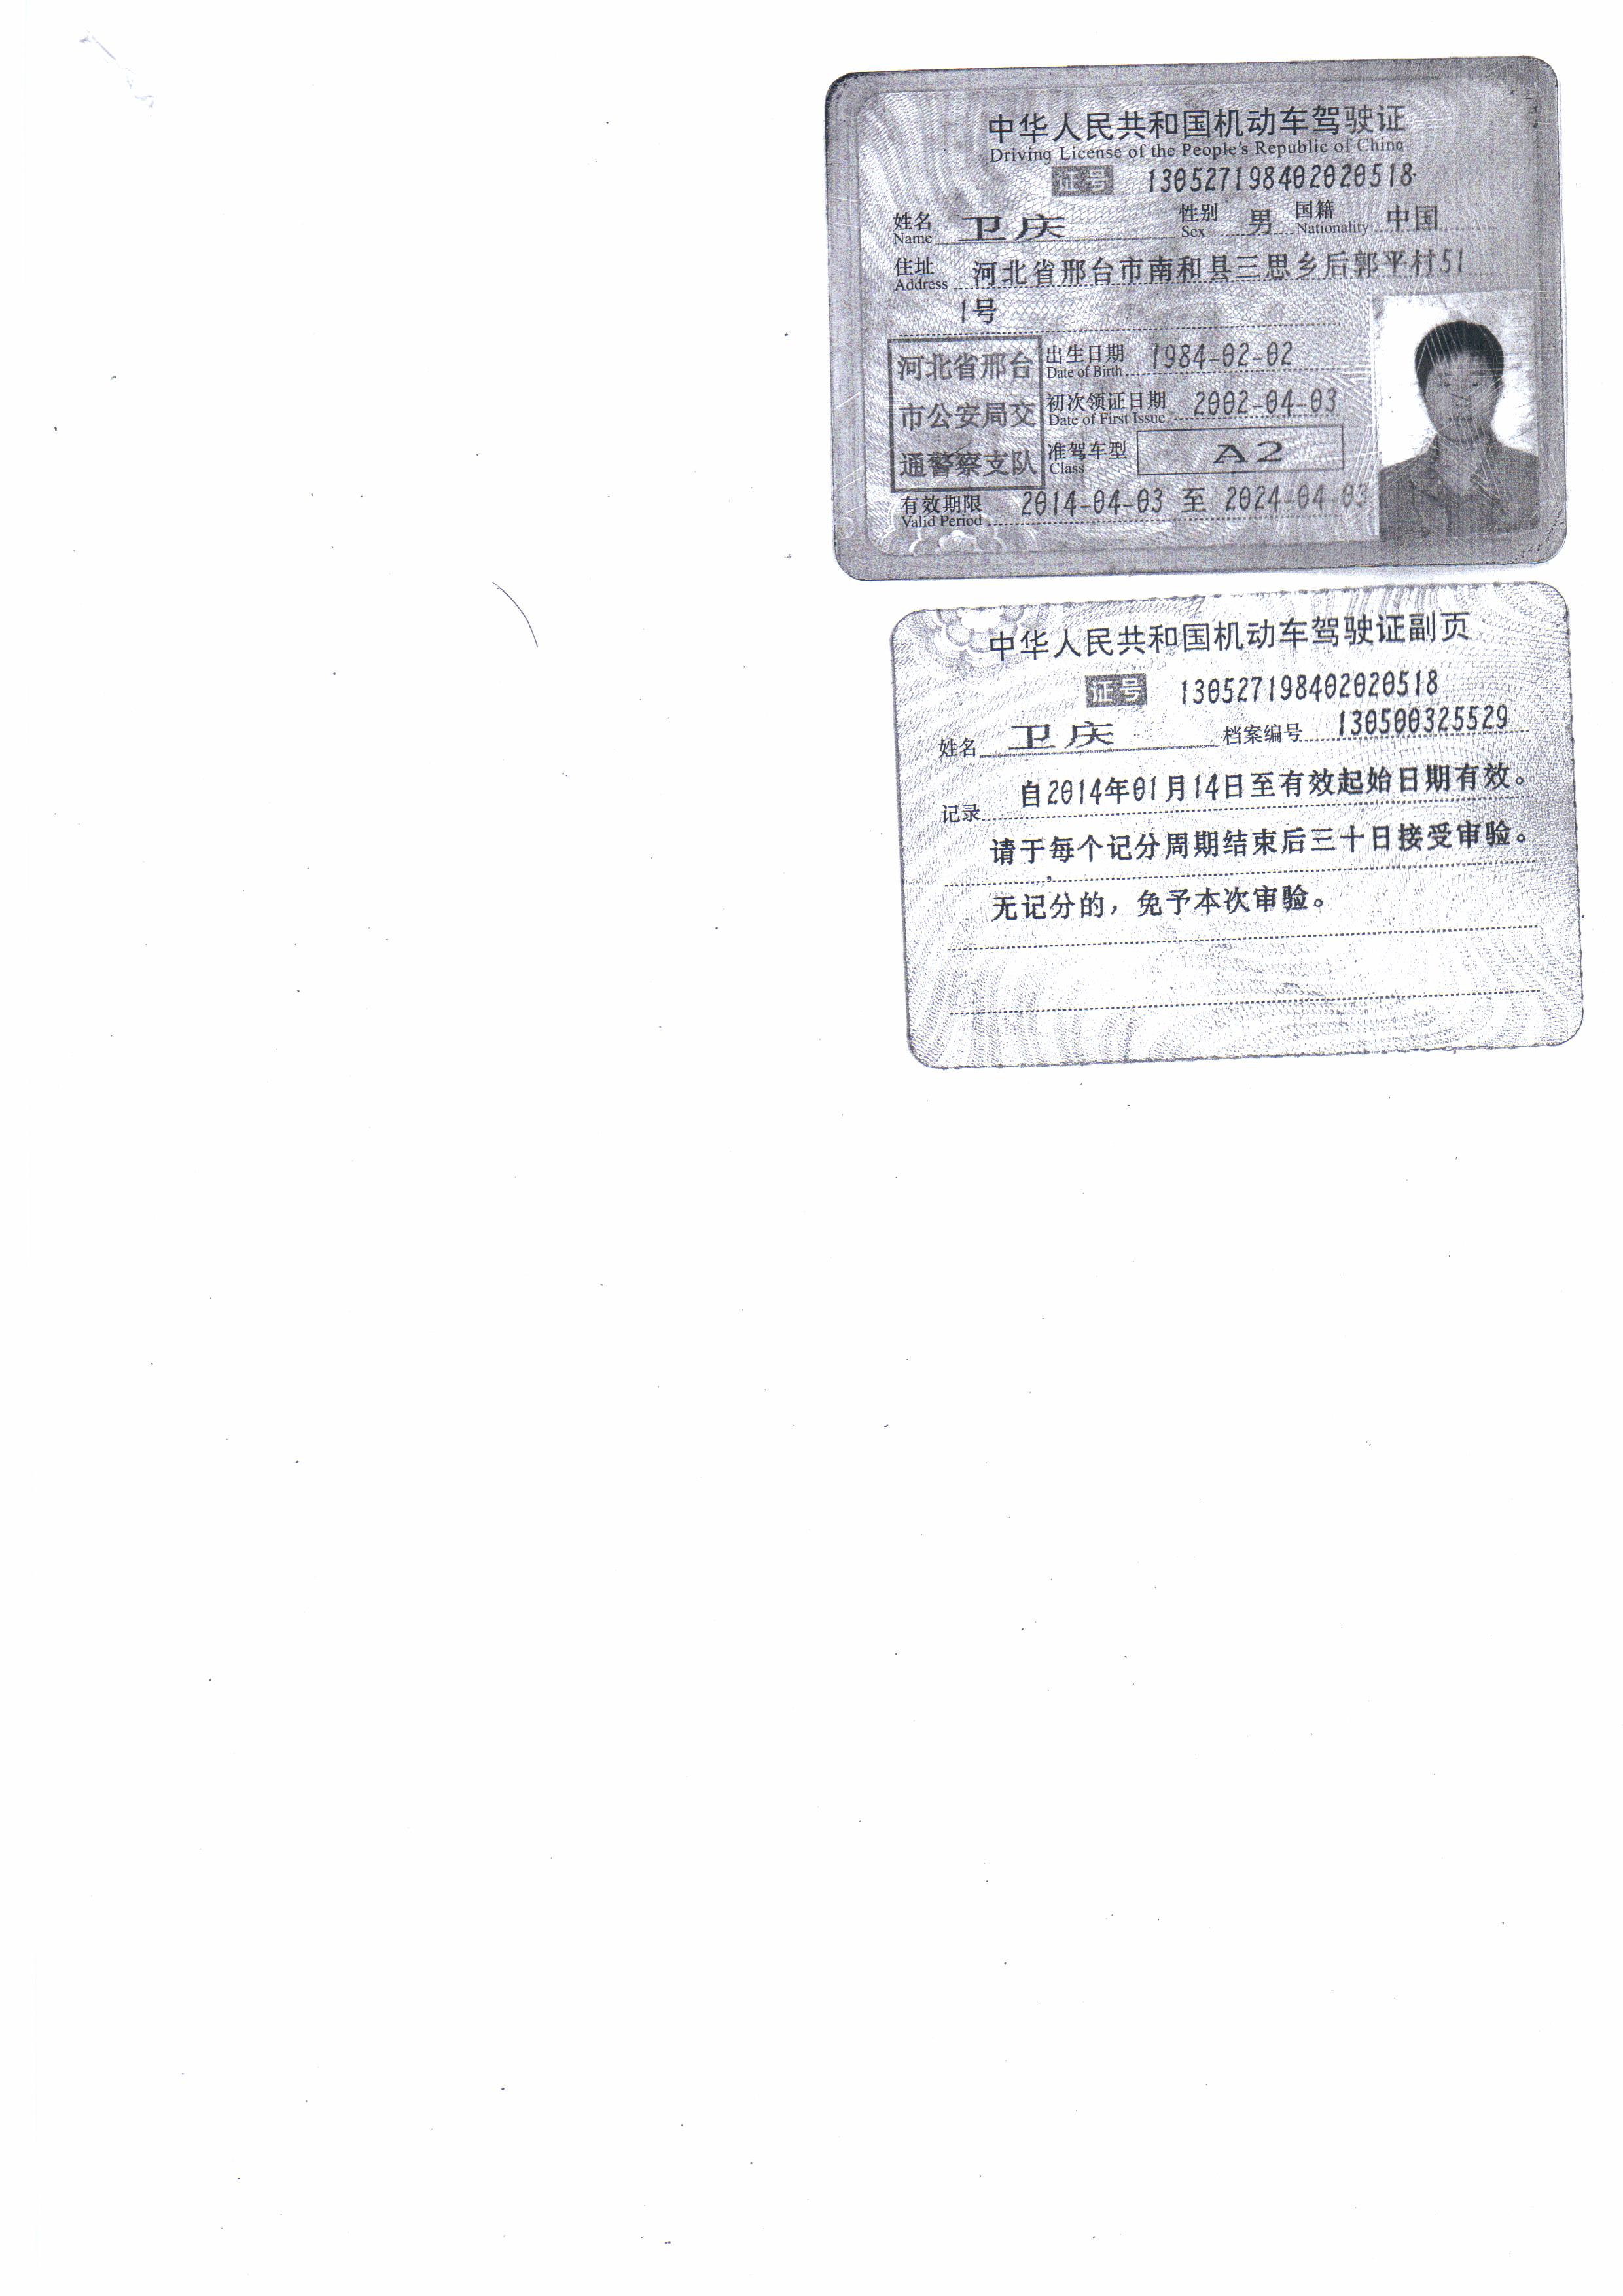 中华人民共和国机动车驾驶证
Driving License of the People's Republic of China
证号 130527198402020518
姓名 卫庆 性别 男 国籍 中国
Name Sex Nationality
住址 河北省邢台市南和县三思乡后郭平村51
Address
1号
河北省邢台
市公安局交
通警察支队
出生日期 1984-02-02
Date of Birth
初次领证日期 2002-04-03
Date of First Issue
准驾车型 A2
Class
有效期限 2014-04-03 至 2024-04-03
Valid Period
中华人民共和国机动车驾驶证副页
证号 130527198402020518
姓名 卫庆 档案编号 130500325529
记录 自2014年01月14日至有效起始日期有效。
请于每个记分周期结束后三十日接受审验。
无记分的，免予本次审验。